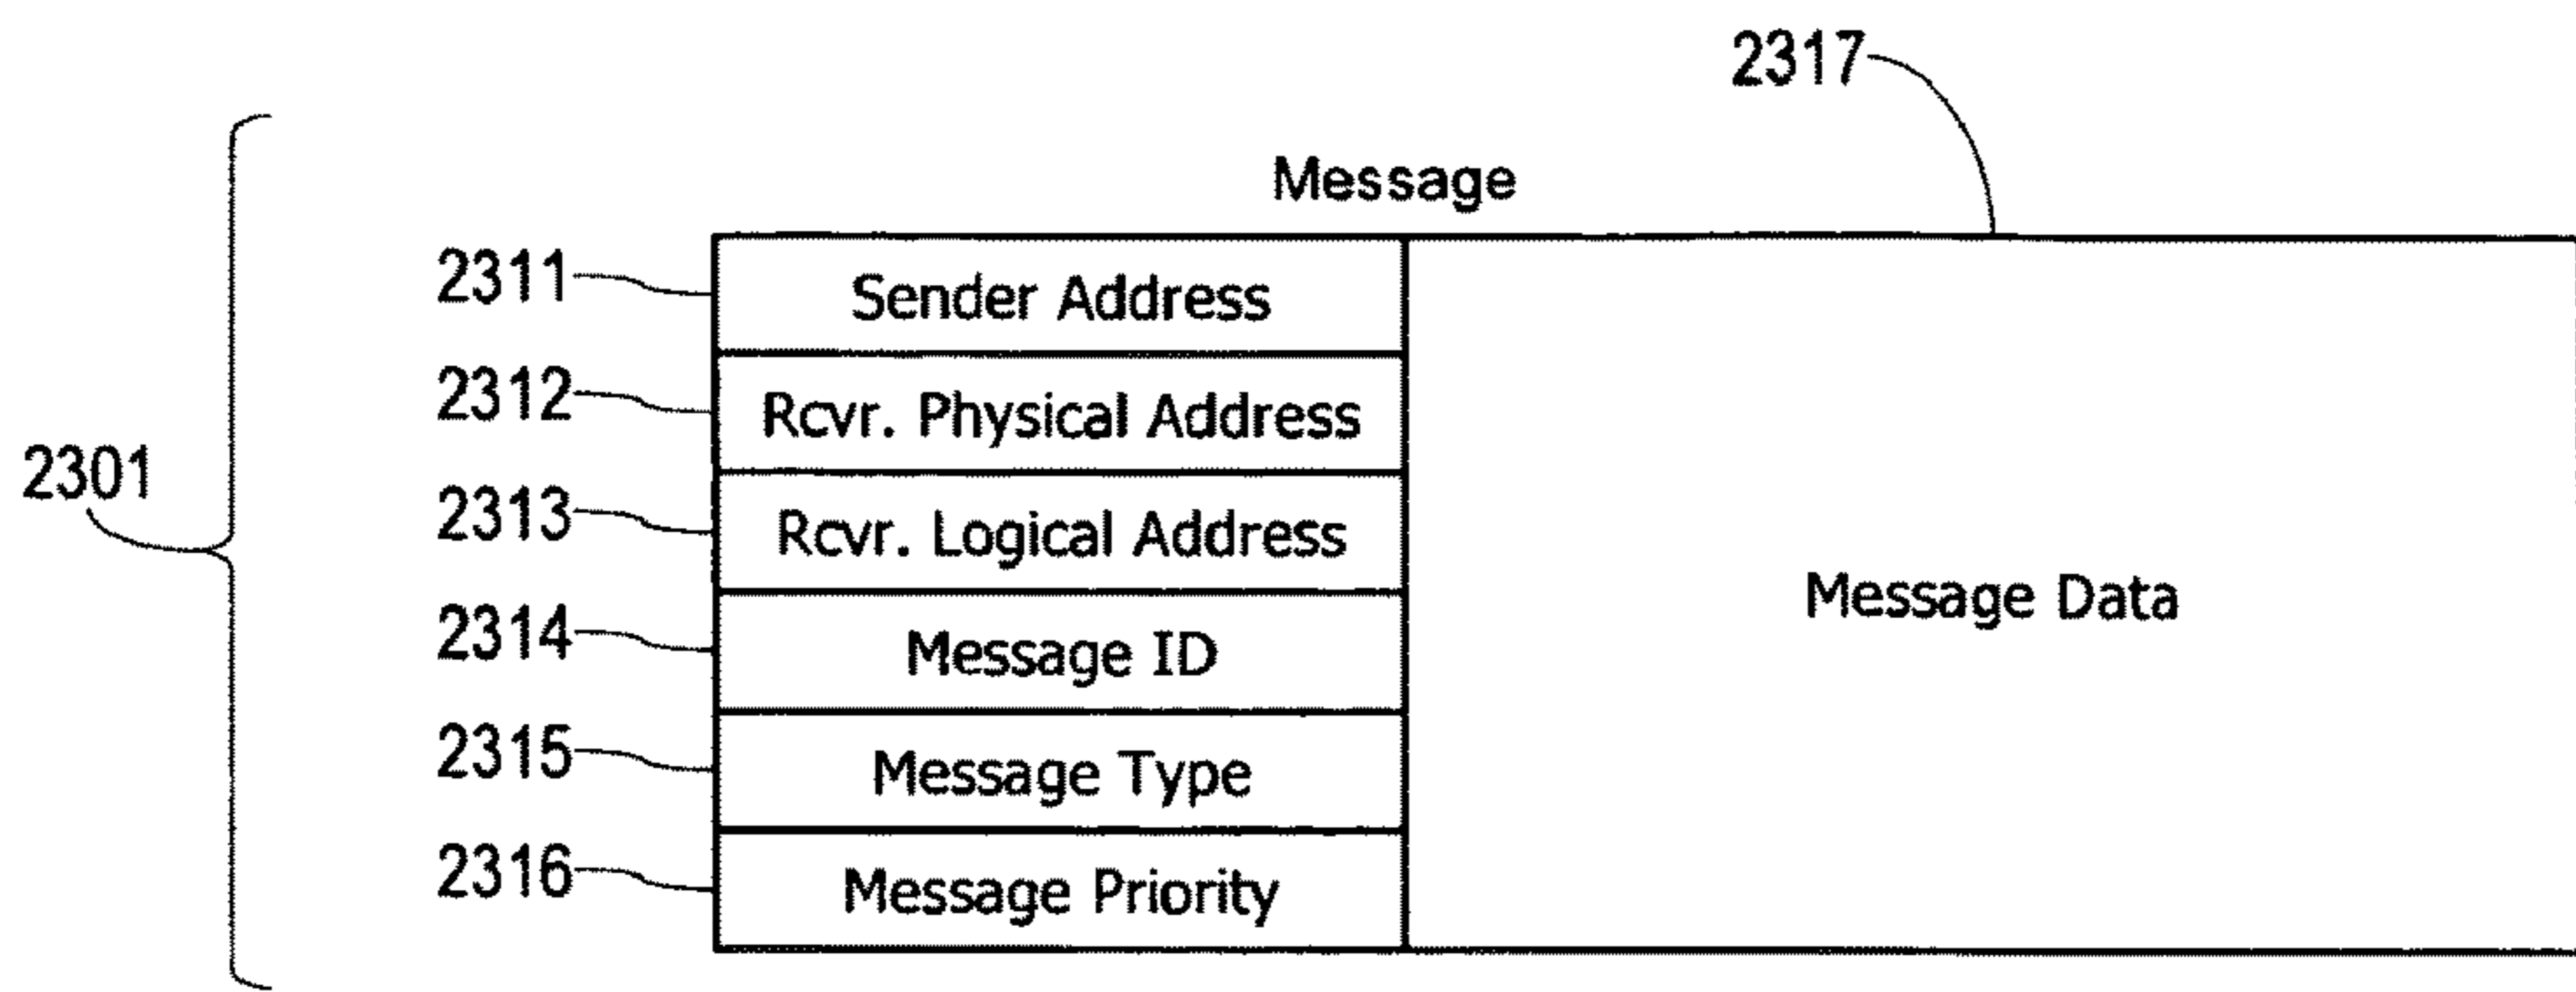 2317
Message
2311 Sender Address
2312 Rcvr. Physical Address
2301
2313 Rcvr. Logical Address
Message Data
2314 Message ID
2315 Message Type
2316 Message Priority